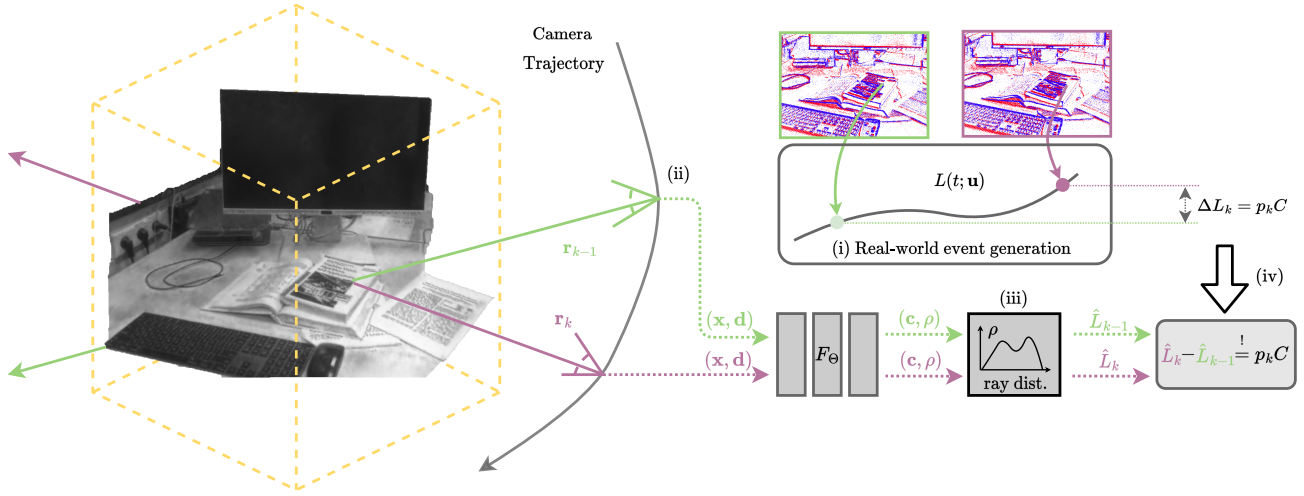 Camera
Trajectory
(ii)
L(t; u)
ΔL_k = p_k C
(i) Real-world event generation
r_{k−1}
(iv)
(iii)
r_k
(x, d)
(c, ρ)
L̂_{k−1}
ρ
F_Θ
L̂_k − L̂_{k−1} =^! p_k C
(x, d)
(c, ρ)
L̂_k
ray dist.